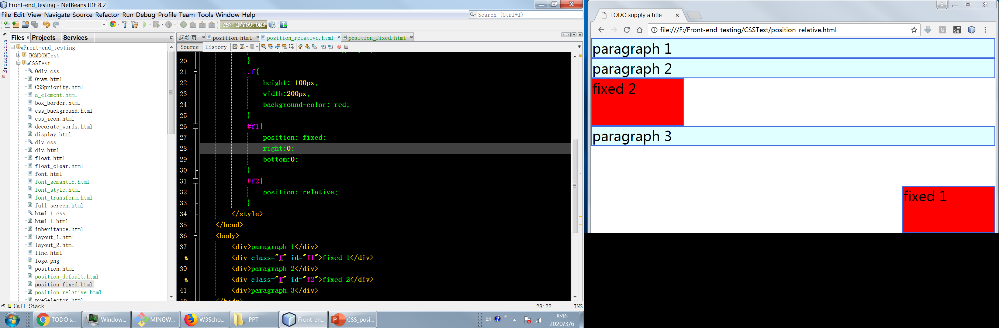 Front-end_testing - NetBeans IDE 8.2
File Edit View Navigate Source Refactor Run Debug Profile Team Tools Window Help
Search (Ctrl+I)
357.2/709.0MB
Breakpoints
Files Projects Services
Front-end_testing
BOMDOMTest
CSSTest
0div.css
0raw.html
CSSpriority.html
a_element.html
box_border.html
css_background.html
css_icon.html
decorate_words.html
display.html
div.css
div.html
float.html
float_clear.html
font.html
font_semantic.html
font_style.html
font_transform.html
full_screen.html
html_1.css
html_1.html
inheritance.html
layout_1.html
layout_2.html
line.html
logo.png
position.html
position_default.html
position_fixed.html
position_relative.html
preSelector.html
起始页 position.html position_relative.html position_fixed.html
Source History
20 }
21 .f{
22 height: 100px;
23 width:200px;
24 background-color: red;
25 }
26 #f1{
27 position: fixed;
28 right:0;
29 bottom:0;
30 }
31 #f2{
32 position: relative;
33 }
34 </style>
35 </head>
36 <body>
37 <div>paragraph 1</div>
<div class="f" id="f1">fixed 1</div>
39 <div>paragraph 2</div>
<div class="f" id="f2">fixed 2</div>
41 <div>paragraph 3</div>
Call Stack
28:22 INS
TODO s... Window... MINGW... W3Scho... PPT Front-en... CSS_posi...
EN
8:46
2020/3/6
TODO supply a title
file:///F:/Front-end_testing/CSSTest/position_relative.html
G
Se
paragraph 1
paragraph 2
fixed 2
paragraph 3
fixed 1